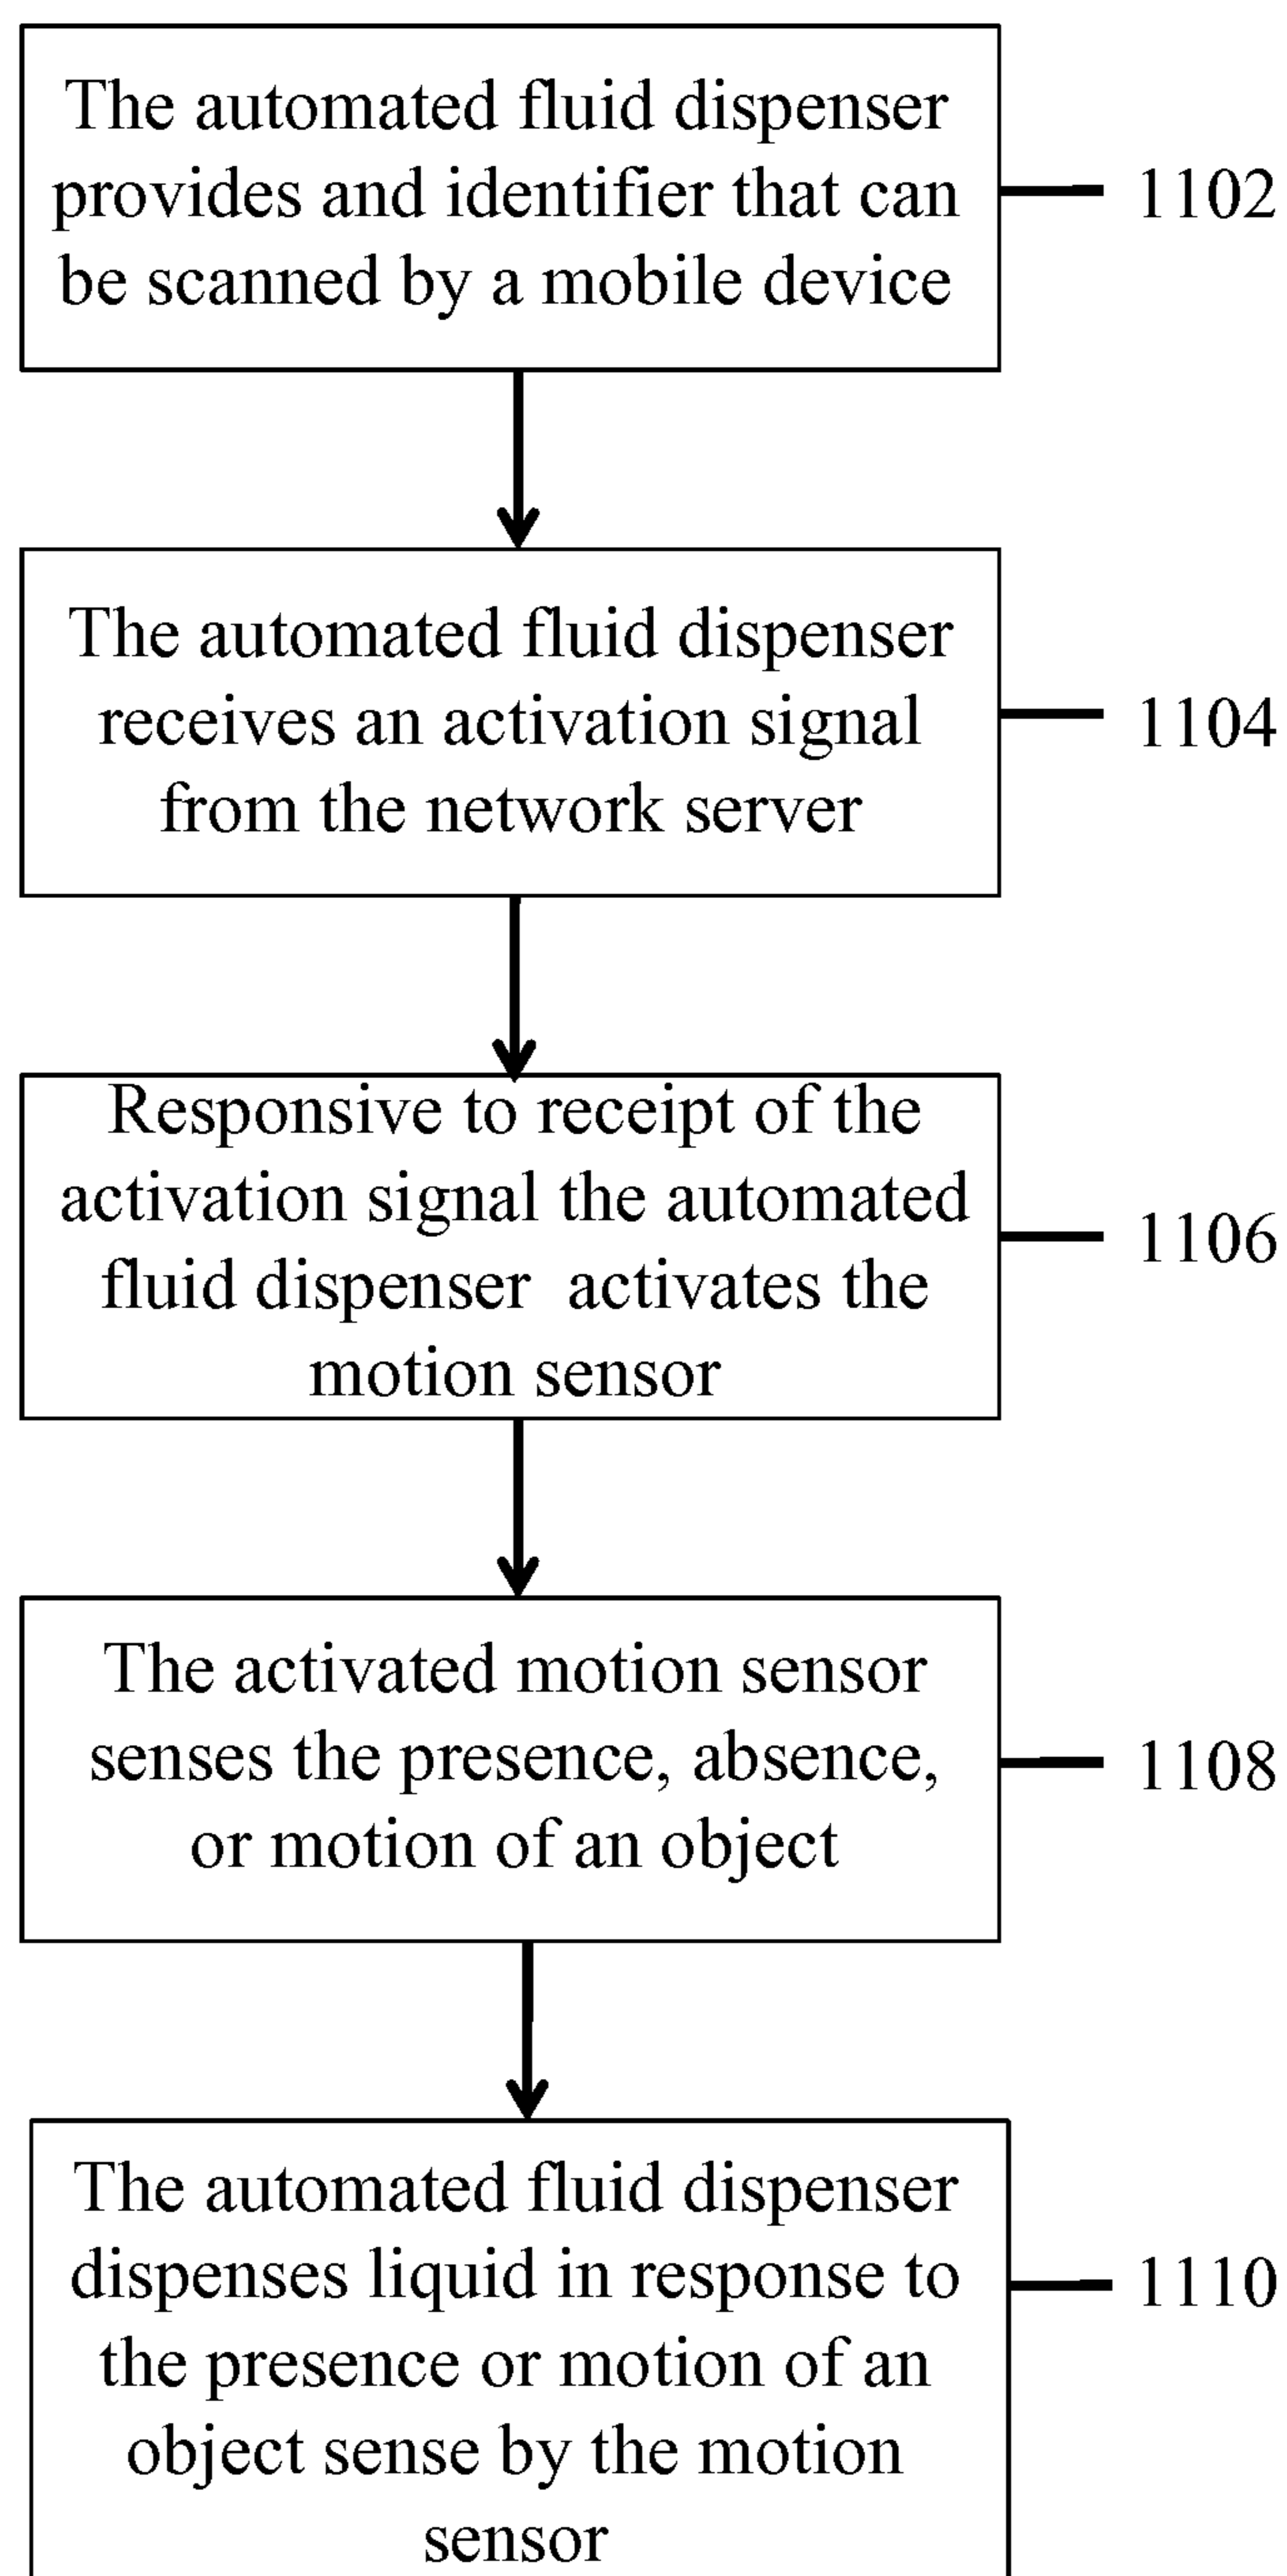 The automated fluid dispenser
provides and identifier that can
be scanned by a mobile device
1102
The automated fluid dispenser
receives an activation signal
from the network server
1104
Responsive to receipt of the
activation signal the automated
fluid dispenser  activates the
motion sensor
1106
The activated motion sensor
senses the presence, absence,
or motion of an object
1108
The automated fluid dispenser
dispenses liquid in response to
the presence or motion of an
object sense by the motion
sensor
1110